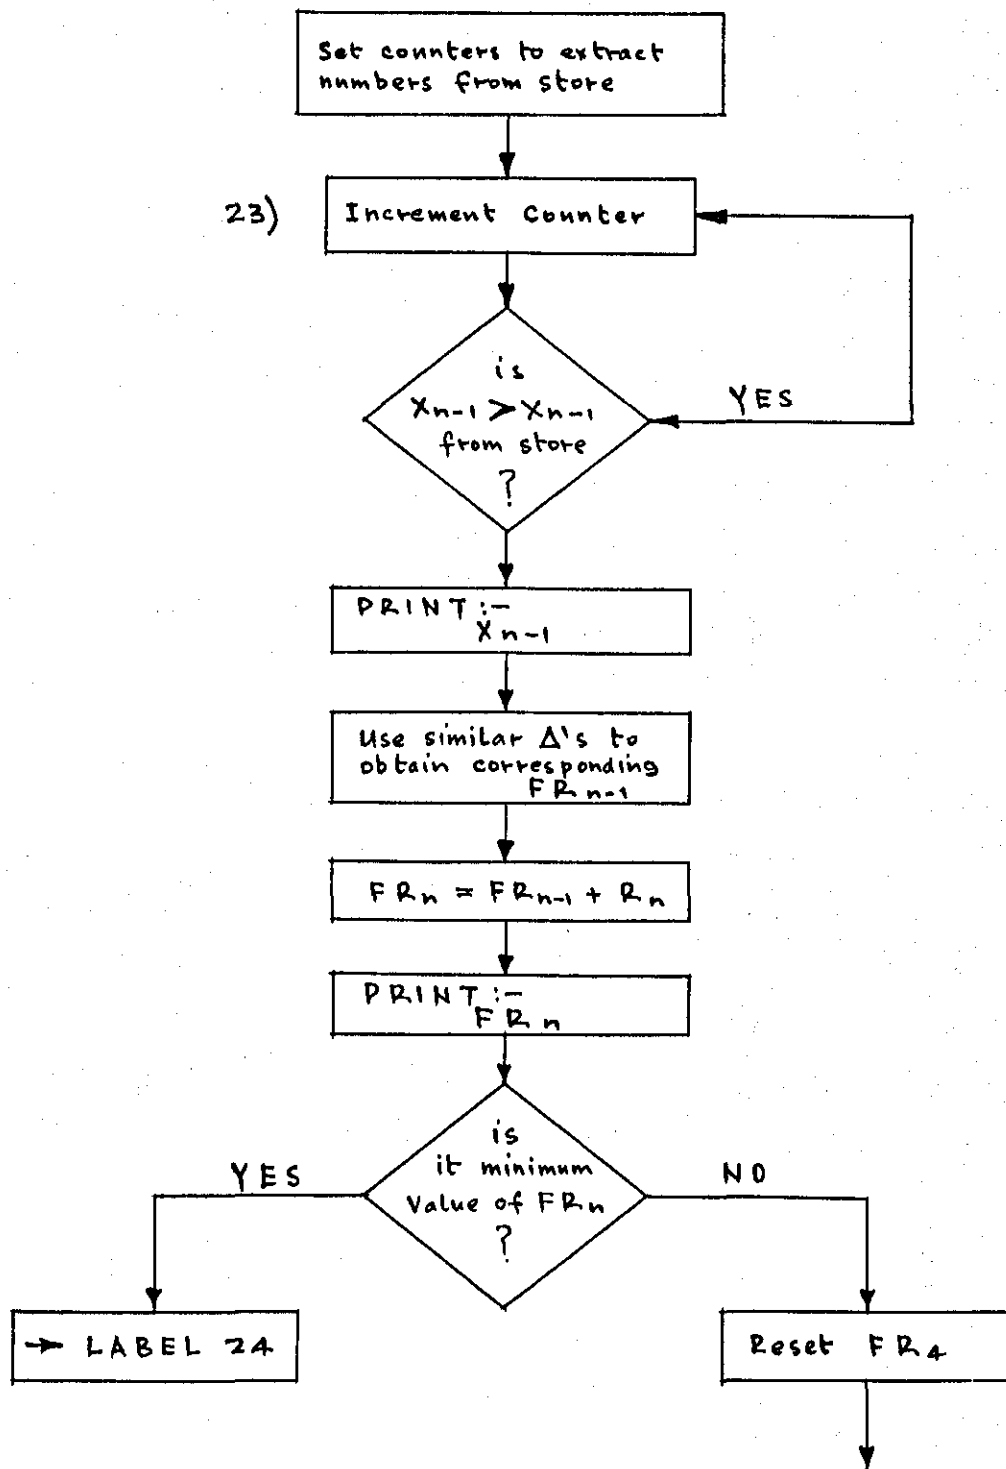 Set counters to extract
numbers from store
23)
Increment Counter
is
Xn-1 > Xn-1
from store
?
YES
PRINT :-
Xn-1
Use similar Δ's to
obtain corresponding
FRn-1
FRn = FRn-1 + Rn
PRINT :-
FRn
is
it minimum
value of FRn
?
YES
NO
→ LABEL 24
Reset FR4